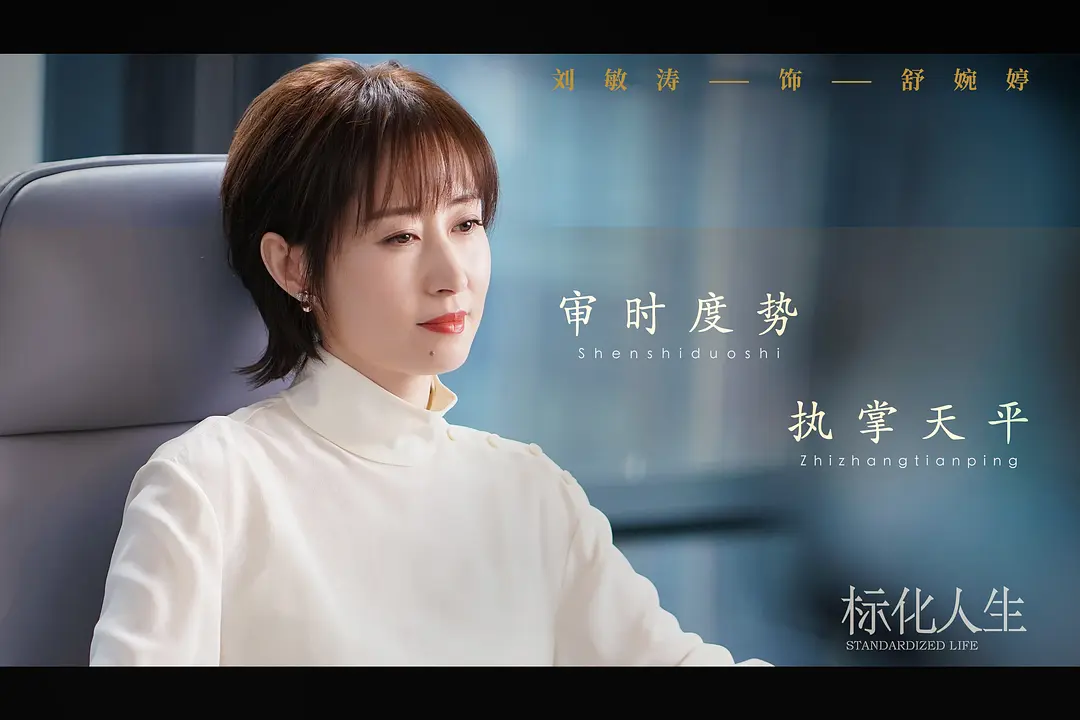 刘敏涛——饰——舒婉婷
审时度势
Shenshiduoshi
执掌天平
Zhizhangtianping
标化人生
STANDARDIZED LIFE